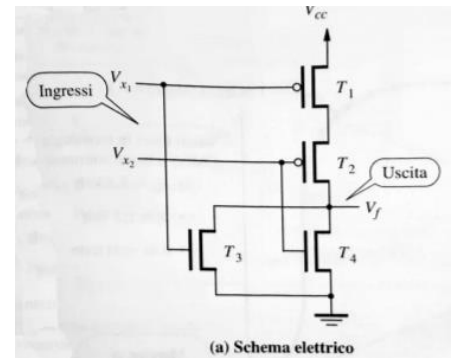 Vcc
Ingressi
Vx1
T1
Vx2
T2
Uscita
Vf
T3
T4
(a) Schema elettrico